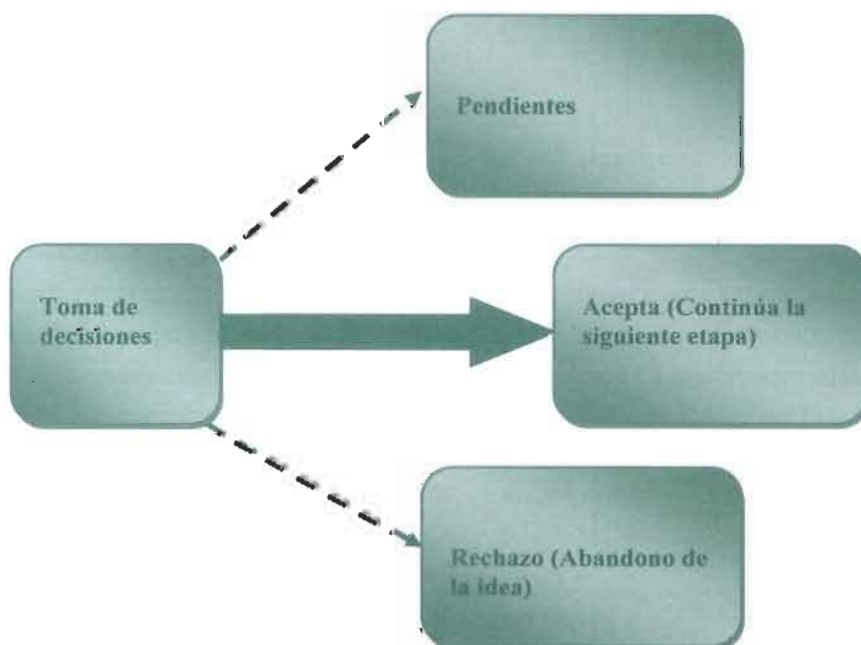 Pendientes
Toma de
decisiones
Acepta (Continúa la
siguiente etapa)
Rechazo (Abandono de
la idea)